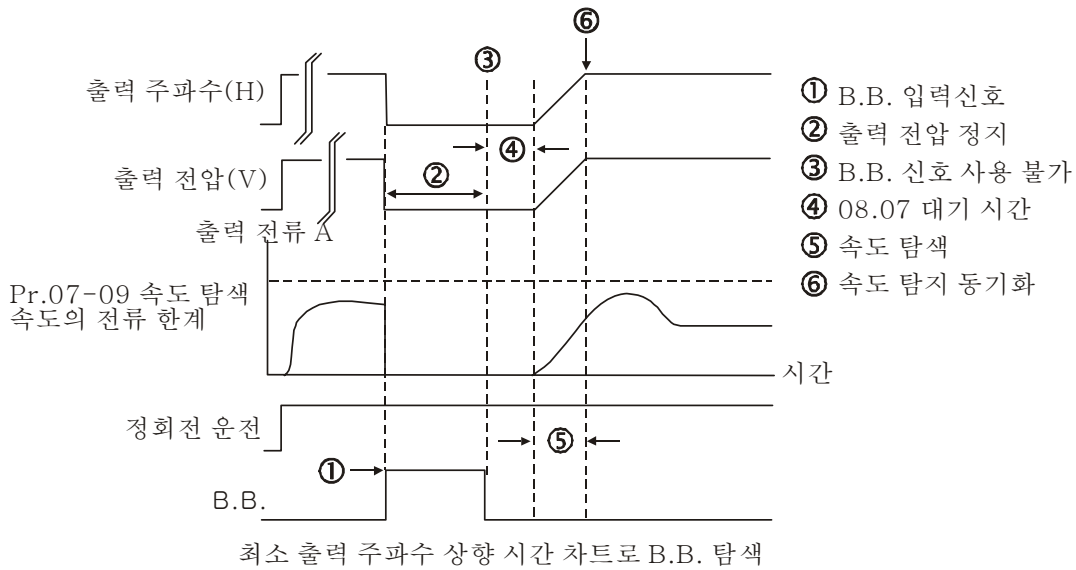 ⑥
③
출력 주파수(H)
① B.B. 입력신호
② 출력 전압 정지
④
③ B.B. 신호 사용 불가
출력 전압(V)
②
④ 08.07 대기 시간
출력 전류 A
⑤ 속도 탐색
Pr.07-09 속도 탐색
속도의 전류 한계
⑥ 속도 탐지 동기화
시간
정회전 운전
⑤
①
B.B.
최소 출력 주파수 상향 시간 차트로 B.B. 탐색